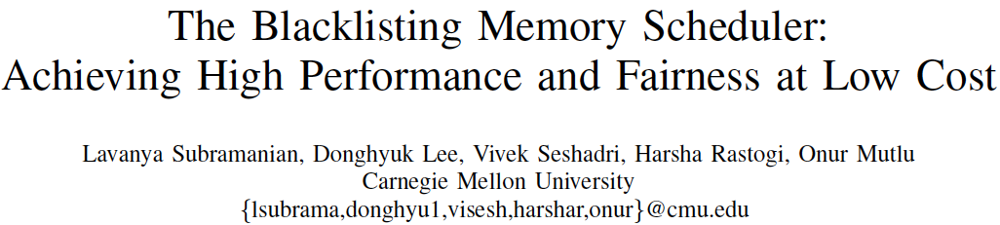 The Blacklisting Memory Scheduler:
Achieving High Performance and Fairness at Low Cost
Lavanya Subramanian, Donghyuk Lee, Vivek Seshadri, Harsha Rastogi, Onur Mutlu
Carnegie Mellon University
{lsubrama,donghyu1,visesh,harshar,onur}@cmu.edu